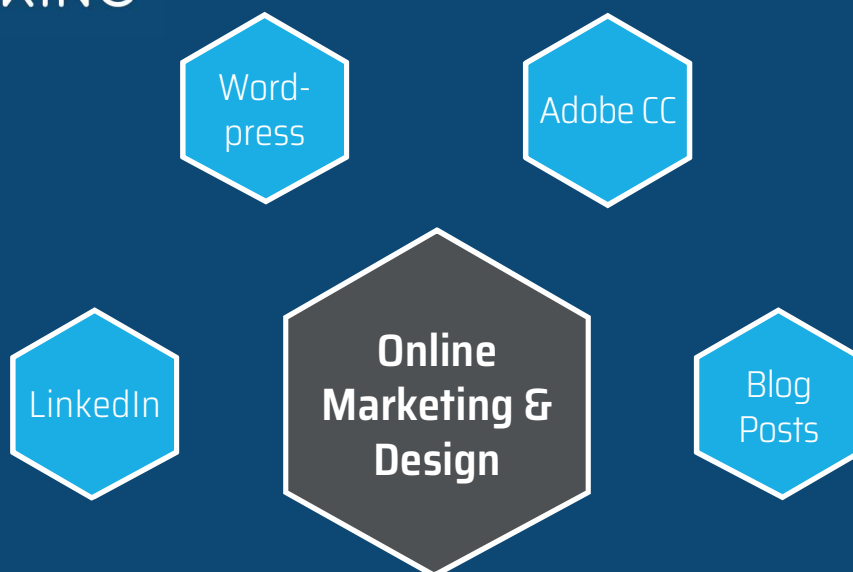 Word-
press
Adobe CC
Online
Marketing &
Design
LinkedIn
Blog
Posts